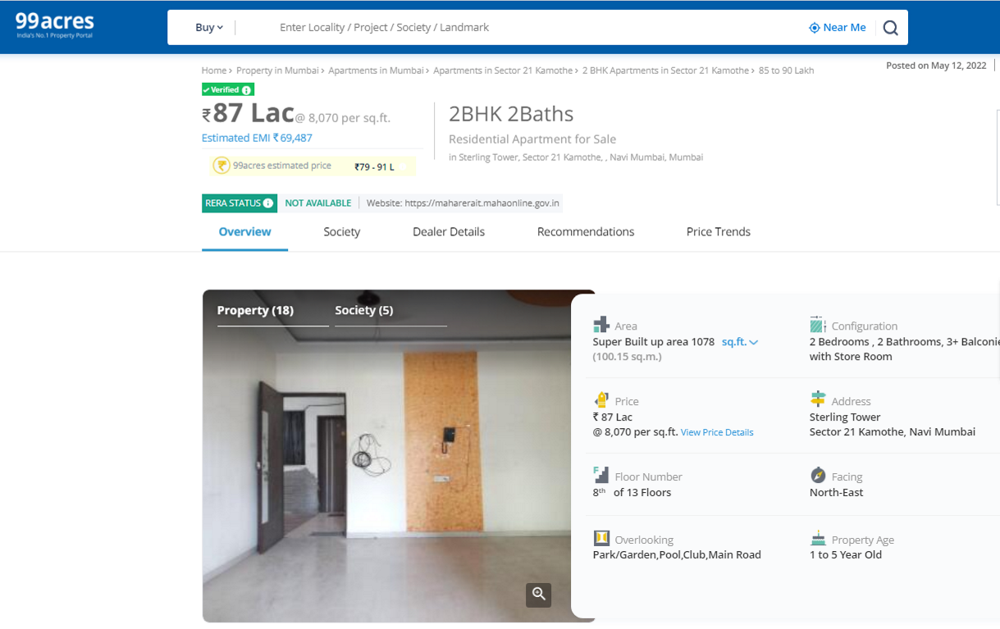 99acres
India's No.1 Property Portal
Buy
Enter Locality / Project / Society / Landmark
Near Me
Home › Property in Mumbai › Apartments in Mumbai › Apartments in Sector 21 Kamothe › 2 BHK Apartments in Sector 21 Kamothe › 85 to 90 Lakh
Posted on May 12, 2022
Verified
₹87 Lac @ 8,070 per sq.ft.
Estimated EMI ₹ 69,487
99acres estimated price ₹79 - 91 L
2BHK 2Baths
Residential Apartment for Sale
in Sterling Tower, Sector 21 Kamothe, , Navi Mumbai, Mumbai
RERA STATUS NOT AVAILABLE Website: https://maharerait.mahaonline.gov.in
Overview Society Dealer Details Recommendations Price Trends
Property (18) Society (5)
Area
Super Built up area 1078 sq.ft.
(100.15 sq.m.)
Configuration
2 Bedrooms , 2 Bathrooms, 3+ Balconie
with Store Room
Price
₹ 87 Lac
@ 8,070 per sq.ft. View Price Details
Address
Sterling Tower
Sector 21 Kamothe, Navi Mumbai
Floor Number
8th of 13 Floors
Facing
North-East
Overlooking
Park/Garden,Pool,Club,Main Road
Property Age
1 to 5 Year Old